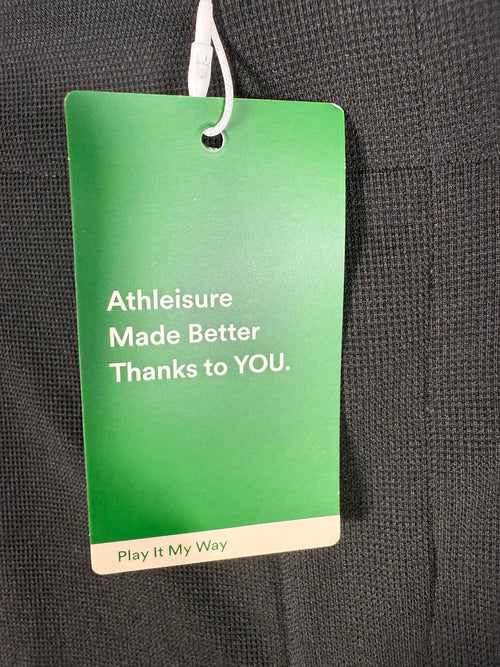 Athleisure
Made Better
Thanks to YOU.
Play It My Way